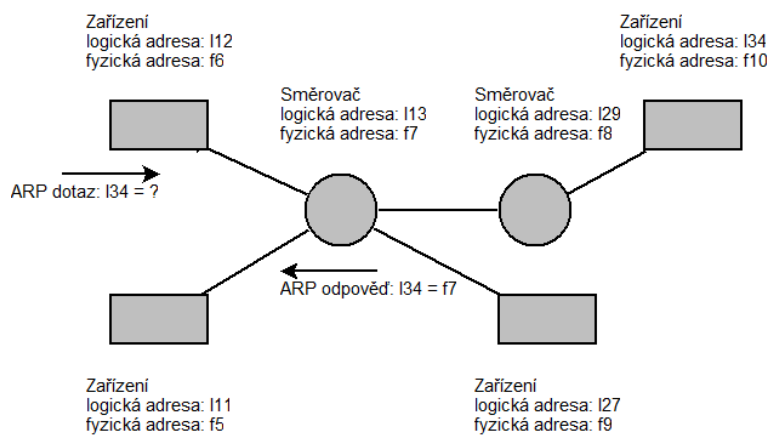 Zařízení
logická adresa: l12
fyzická adresa: f6
Zařízení
logická adresa: l34
fyzická adresa: f10
Směrovač
logická adresa: l13
fyzická adresa: f7
Směrovač
logická adresa: l29
fyzická adresa: f8
ARP dotaz: l34 = ?
ARP odpověď: l34 = f7
Zařízení
logická adresa: l11
fyzická adresa: f5
Zařízení
logická adresa: l27
fyzická adresa: f9